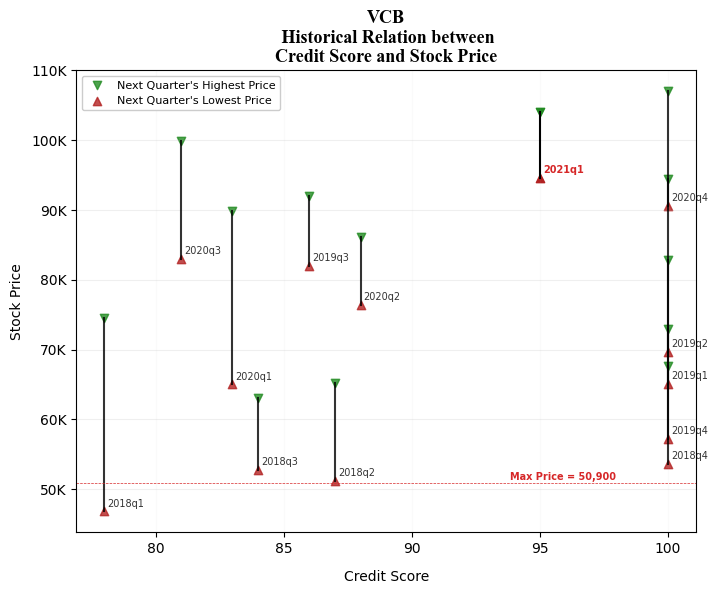 VCB
Historical Relation between
Credit Score and Stock Price
110K
Next Quarter's Highest Price
Next Quarter's Lowest Price
100K
2021q1
90K
2020q4
2020q3
2019q3
80K
2020q2
70K
2019q2
2020q1
2019q1
60K
2019q4
2018q3
2018q4
2018q2
Max Price = 50,900
50K
2018q1
Stock Price
80
85
90
95
100
Credit Score